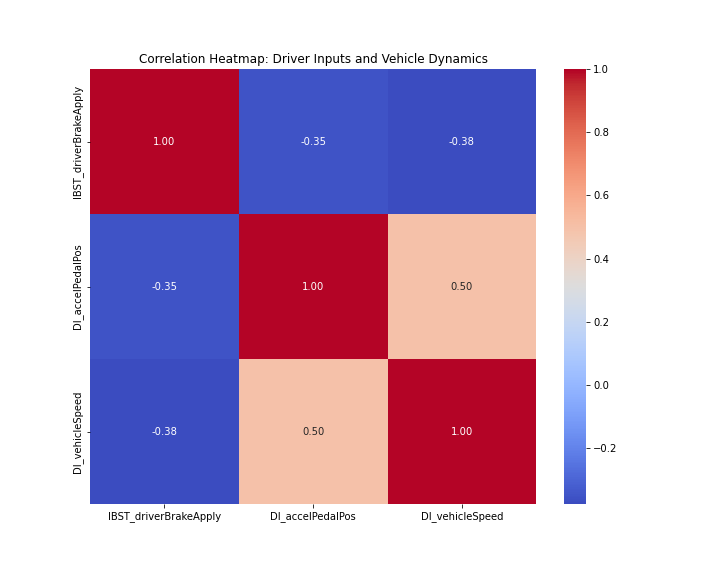 Correlation Heatmap: Driver Inputs and Vehicle Dynamics
IBST_driverBrakeApply
1.00
-0.35
-0.38
DI_accelPedalPos
-0.35
1.00
0.50
DI_vehicleSpeed
-0.38
0.50
1.00
IBST_driverBrakeApply
DI_accelPedalPos
DI_vehicleSpeed
1.0
0.8
0.6
0.4
0.2
0.0
−0.2